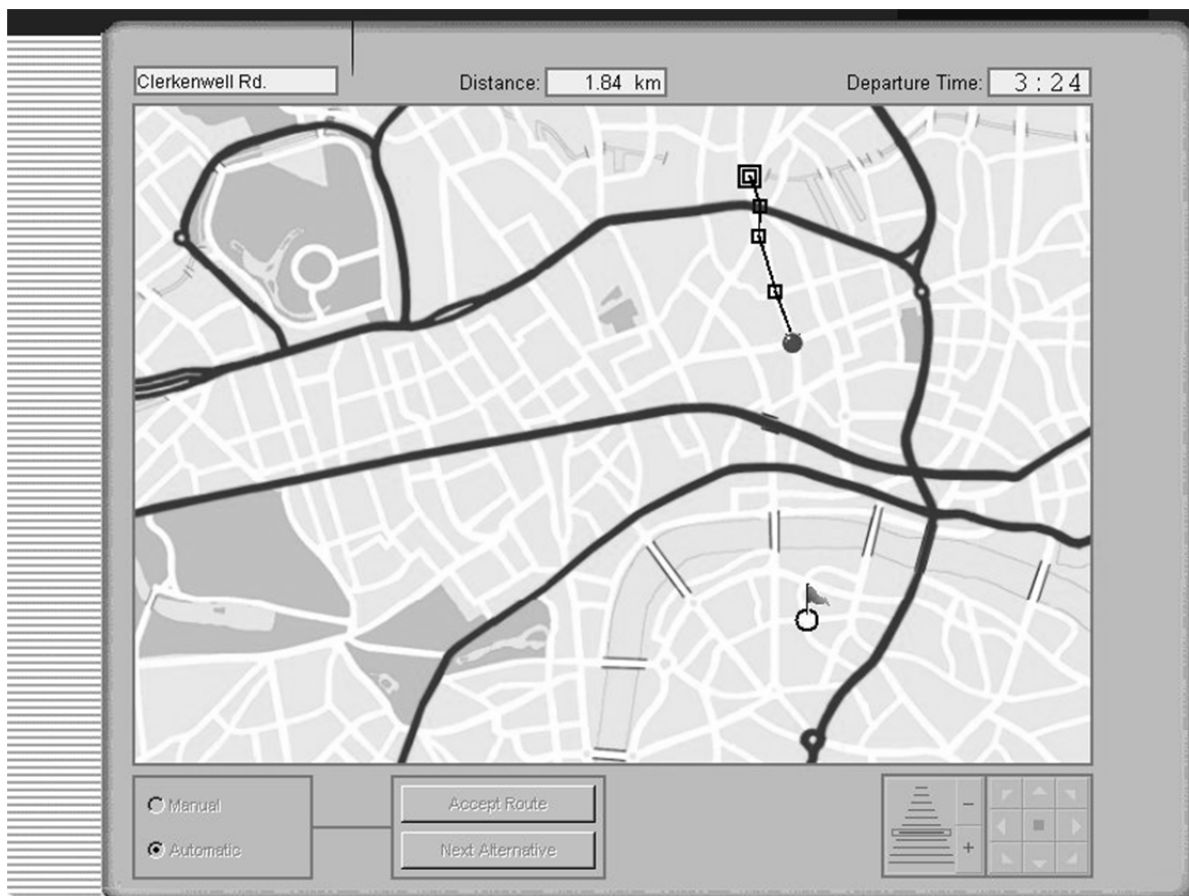 Clerkenwell Rd.
Distance: 1.84 km
Departure Time: 3:24
Manual
Automatic
Accept Route
Next Alternative
-
+